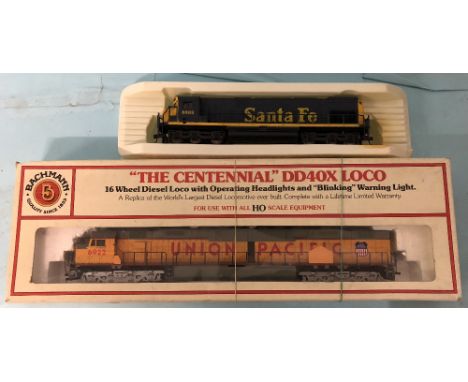 Santa Fe
"THE CENTENNIAL" DD40X LOCO
16 Wheel Diesel Loco with Operating Headlights and "Blinking" Warning Light.
A Replica of the World's Largest Diesel Locomotive ever built. Complete with a Lifetime Limited Warranty.
FOR USE WITH ALL HO SCALE EQUIPMENT
BACHMANN
QUALITY SINCE 1833
6922 UNION PACIFIC